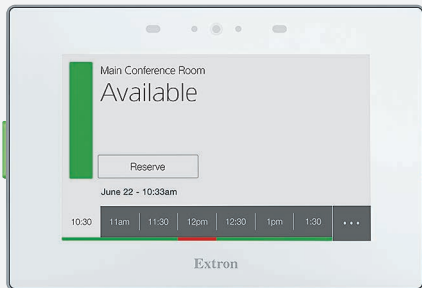 Main Conference Room
Available
Reserve
June 22 - 10:33am
10:30 11am 11:30 12pm 12:30 1pm 1:30 ...
Extron